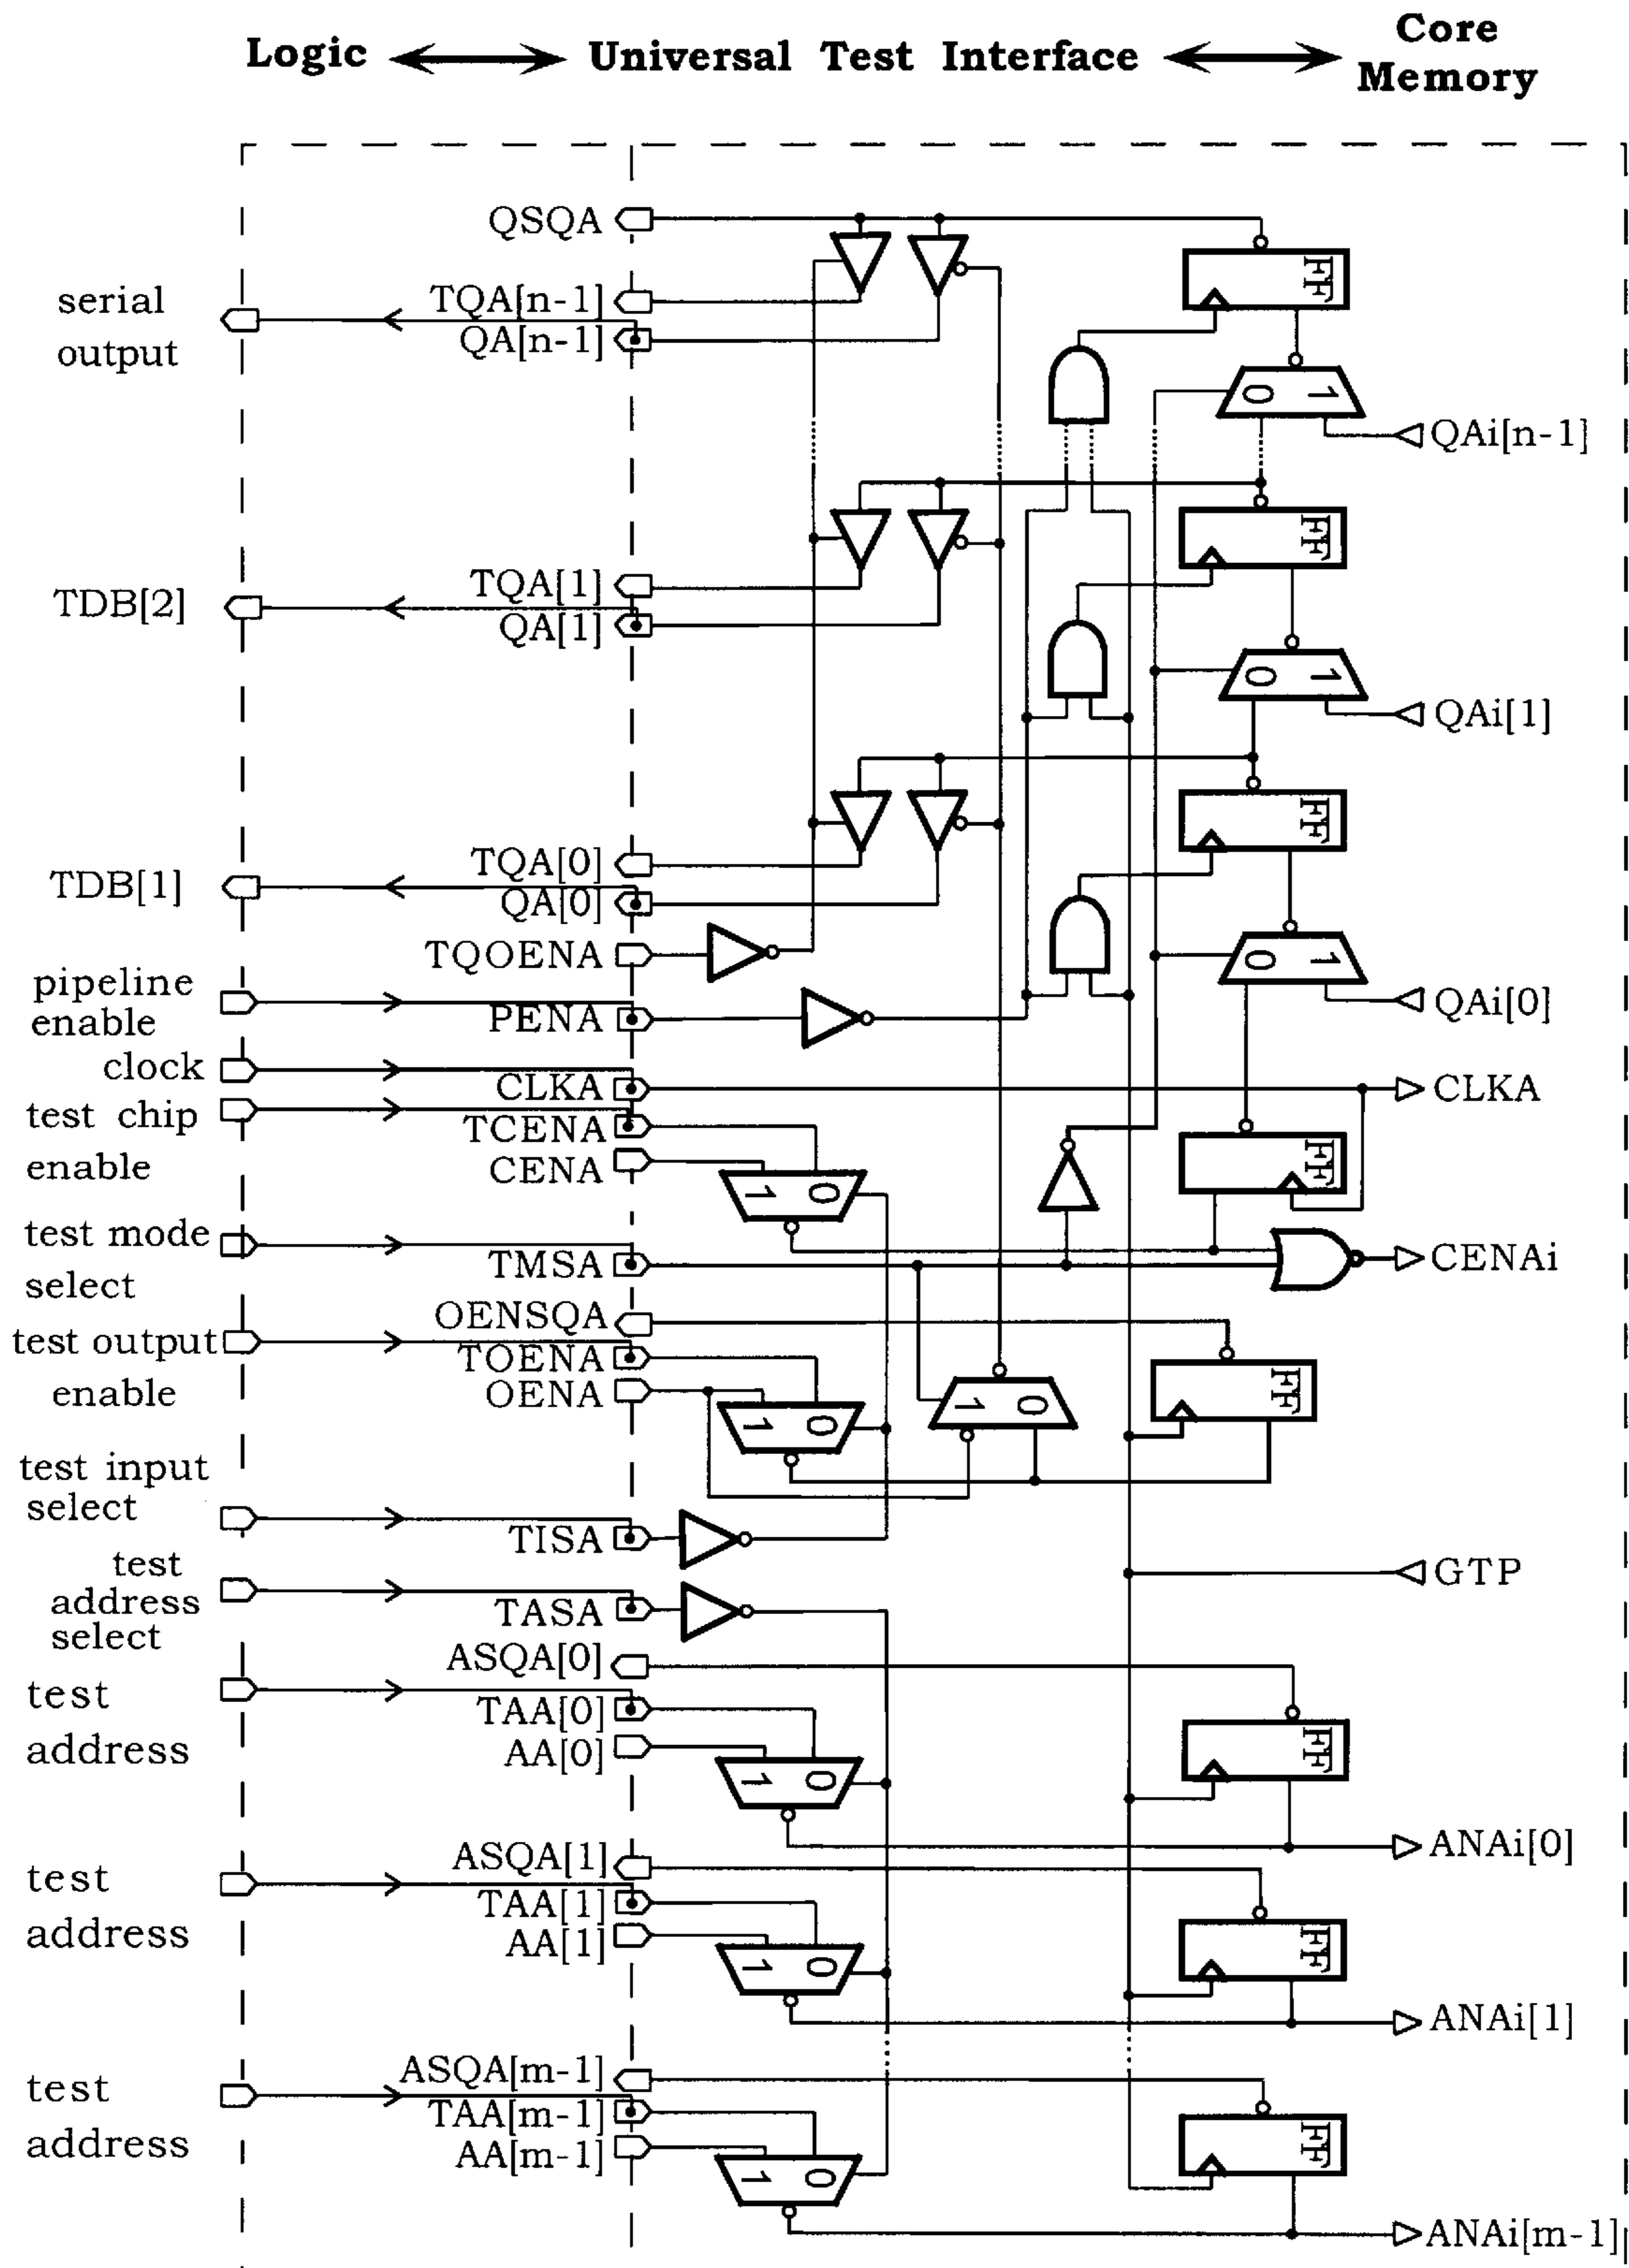 Logic
Universal Test Interface
Core
Memory
QSQA
serial
output
TQA[n-1]
QA[n-1]
FF
0 1
QAi[n-1]
FF
TDB[2]
TQA[1]
QA[1]
0 1
QAi[1]
FF
TDB[1]
TQA[0]
QA[0]
TQOENA
0 1
QAi[0]
pipeline
enable
PENA
clock
CLKA
CLKA
test chip
enable
TCENA
CENA
1 0
FF
test mode
select
TMSA
CENAi
OENSQA
test output
enable
TOENA
OENA
1 0
1 0
FF
test input
select
TISA
GTP
test
address
select
TASA
ASQA[0]
test
address
TAA[0]
AA[0]
1 0
FF
ANAi[0]
ASQA[1]
test
address
TAA[1]
AA[1]
1 0
FF
ANAi[1]
ASQA[m-1]
test
address
TAA[m-1]
AA[m-1]
1 0
FF
ANAi[m-1]